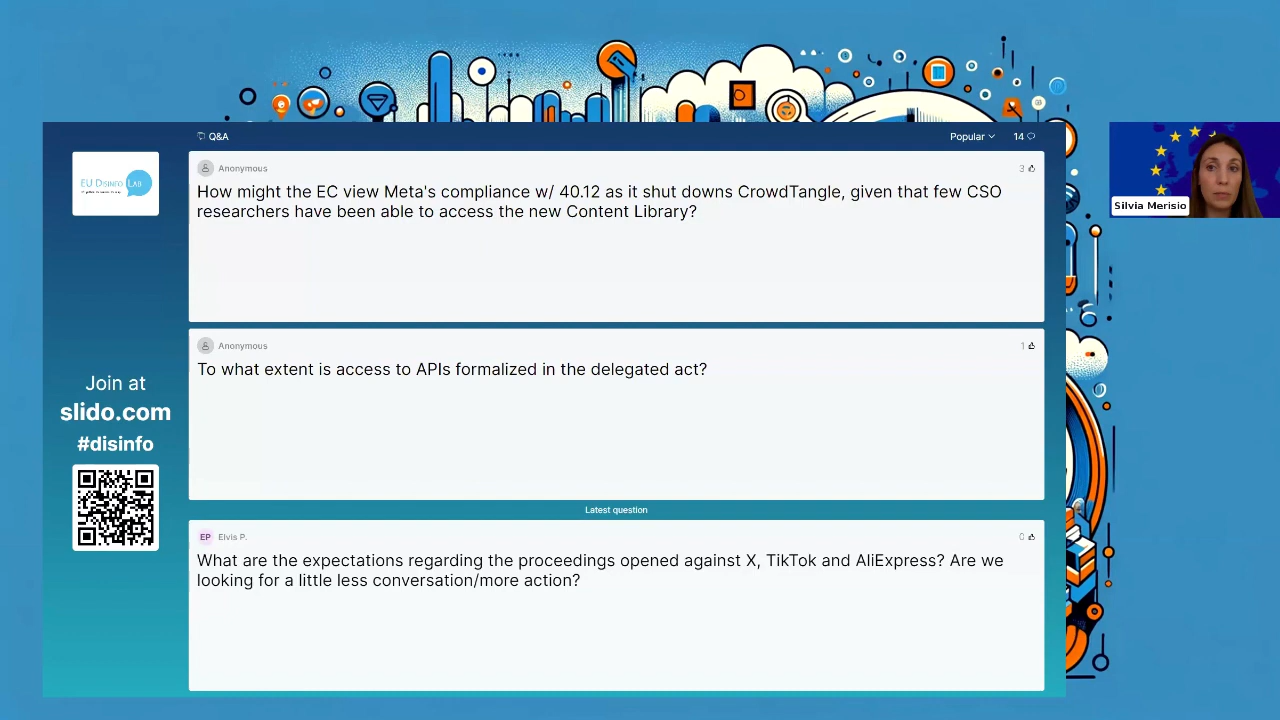 Q&A
Popular
14
EU DISINFO LAB
Anonymous
3
How might the EC view Meta's compliance w/ 40.12 as it shut downs CrowdTangle, given that few CSO
researchers have been able to access the new Content Library?
Silvia Merisio
Anonymous
1
To what extent is access to APIs formalized in the delegated act?
Join at
slido.com
#disinfo
Latest question
EP
Elvis P.
0
What are the expectations regarding the proceedings opened against X, TikTok and AliExpress? Are we
looking for a little less conversation/more action?